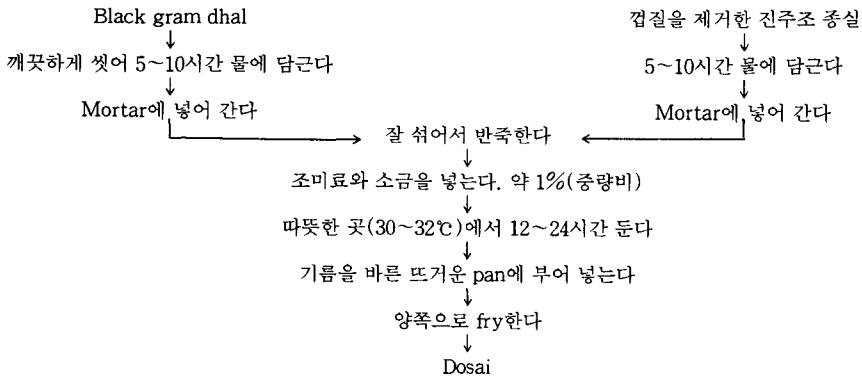 Black gram dhal
껍질을 제거한 진주조 종실
깨끗하게 씻어 5~10시간 물에 담근다
5~10시간 물에 담근다
Mortar에 넣어 간다
Mortar에 넣어 간다
잘 섞어서 반죽한다
조미료와 소금을 넣는다. 약 1%(중량비)
따뜻한 곳(30~32℃)에서 12~24시간 둔다
기름을 바른 뜨거운 pan에 부어 넣는다
양쪽으로 fry한다
Dosai